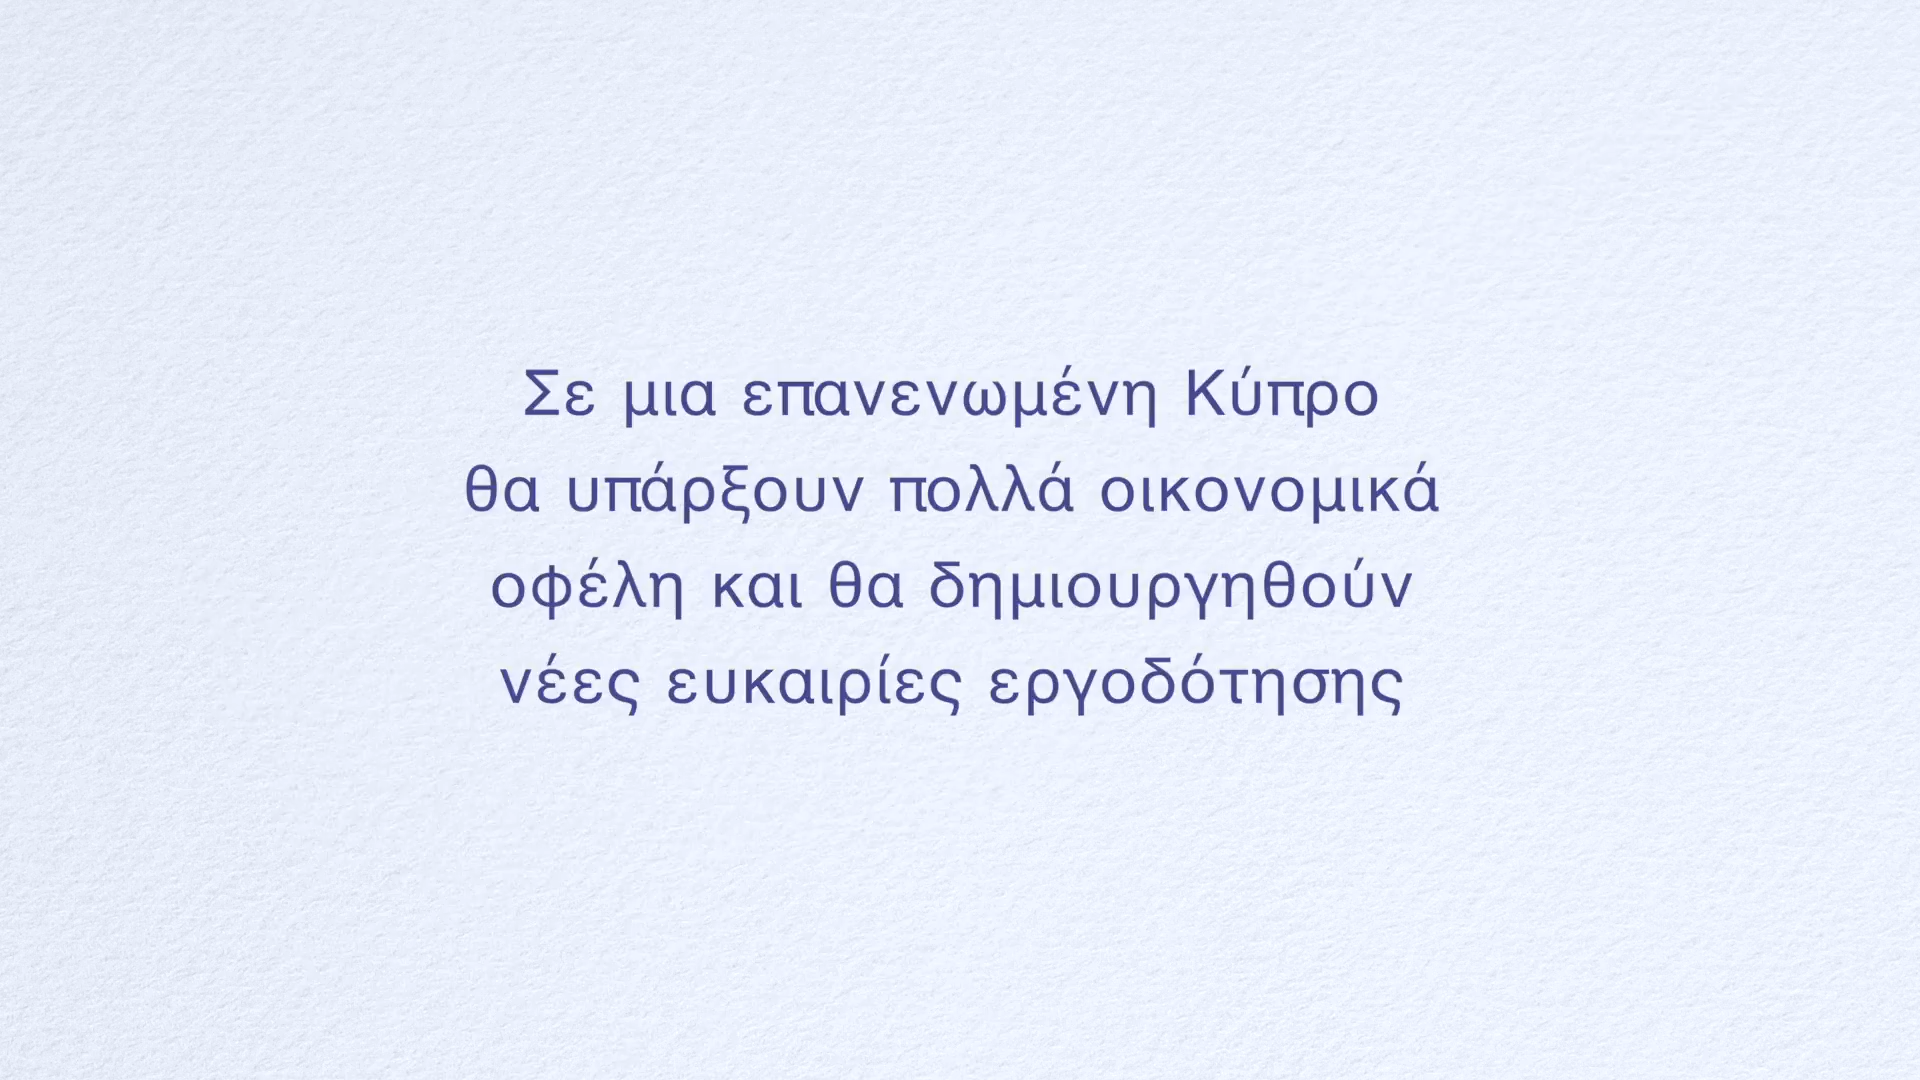 Σε μια επανενωμένη Κύπρο
θα υπάρξουν πολλά οικονομικά
οφέλη και θα δημιουργηθούν
νέες ευκαιρίες εργοδότησης